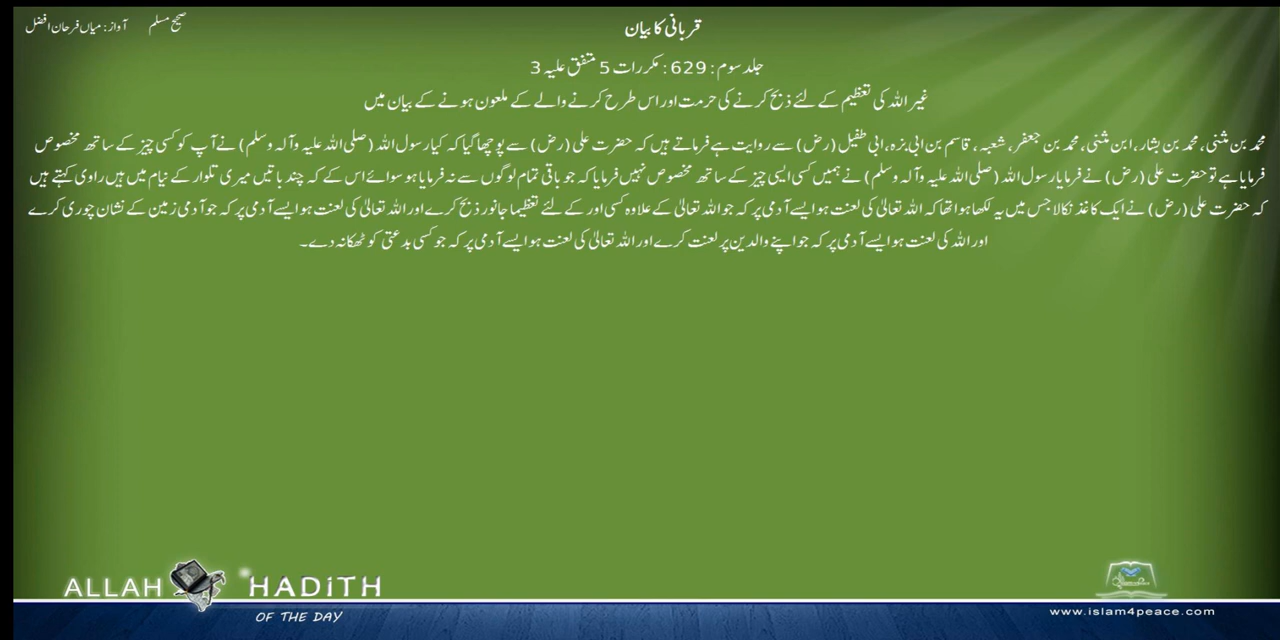 صحیح مسلم آواز: میاں فرحان افضل
قربانی کا بیان
جلد سوم : 629 : مکررات 5 متفق علیہ 3
غیر اللہ کی تعظیم کے لئے ذبح کرنے کی حرمت اور اس طرح کرنے والے کے ملعون ہونے کے بیان میں
محمد بن مثنی، محمد بن بشار، ابن مثنی، محمد بن جعفر، شعبہ، قاسم بن ابی بزہ، ابی طفیل (رض) سے روایت ہے فرماتے ہیں کہ حضرت علی (رض) سے پوچھا گیا کہ کیا رسول اللہ (صلی اللہ علیہ وآلہ وسلم) نے آپ کو کسی چیز کے ساتھ مخصوص
فرمایا ہے تو حضرت علی (رض) نے فرمایا رسول اللہ (صلی اللہ علیہ وآلہ وسلم) نے ہمیں کسی ایسی چیز کے ساتھ مخصوص نہیں فرمایا کہ جو باقی تمام لوگوں سے نہ فرمایا ہو سوائے اس کے کہ چند باتیں میری تلوار کے نیام میں ہیں راوی کہتے ہیں
کہ حضرت علی (رض) نے ایک کاغذ نکالا جس میں یہ لکھا ہوا تھا کہ اللہ تعالیٰ کی لعنت ہو ایسے آدمی پر کہ جو اللہ تعالیٰ کے علاوہ کسی اور کے لئے تعظیما جانور ذبح کرے اور اللہ تعالیٰ کی لعنت ہو ایسے آدمی پر کہ جو آدمی زمین کے نشان چوری کرے
اور اللہ کی لعنت ہو ایسے آدمی پر کہ جو اپنے والدین پر لعنت کرے اور اللہ تعالیٰ کی لعنت ہو ایسے آدمی پر کہ جو کسی بدعتی کو ٹھکانہ دے۔
ALLAH HADITH
OF THE DAY
www.islam4peace.com